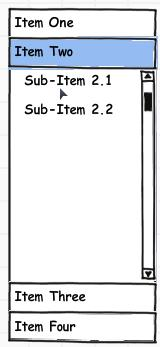 Item One
Item Two
Sub-Item 2.1
Sub-Item 2.2
Item Three
Item Four